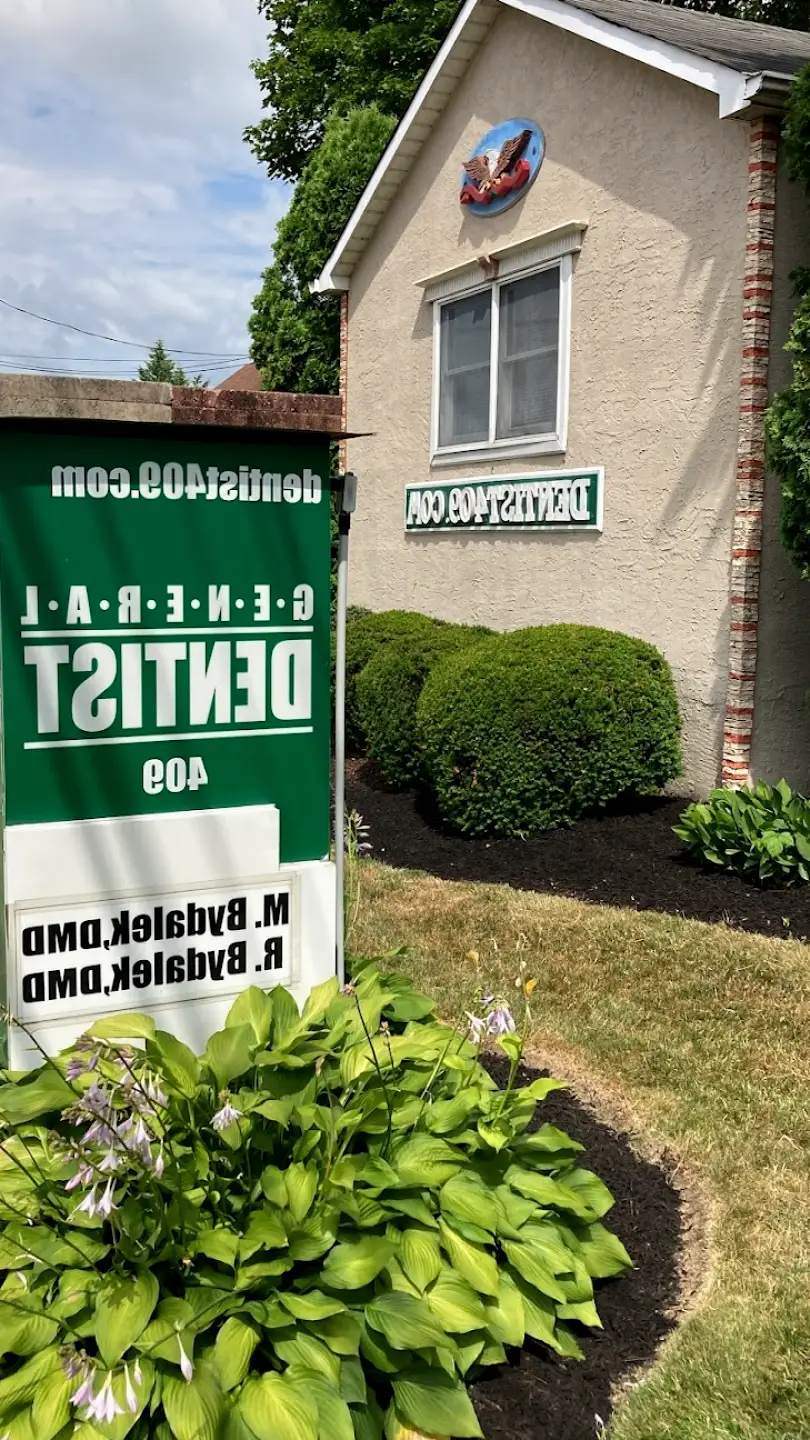 dentist409.com
G·E·N·E·R·A·L
DENTIST
409
M. Bydalek,DMD
R. Bydalek,DMD
DENTIST409.COM